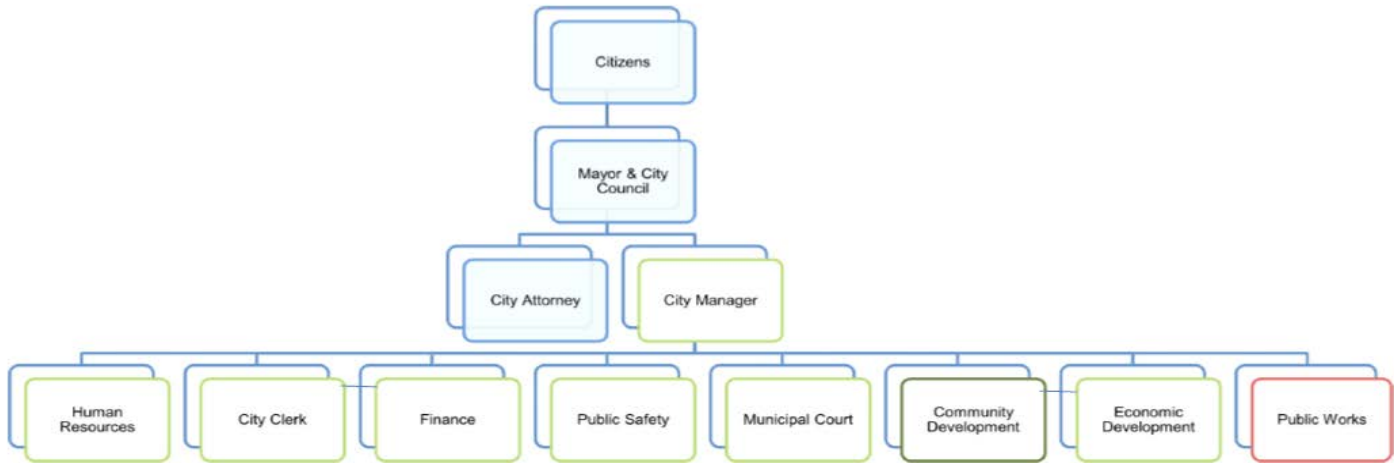 Citizens
Mayor & City
Council
City Attorney
City Manager
Human
Resources
City Clerk
Finance
Public Safety
Municipal Court
Community
Development
Economic
Development
Public Works